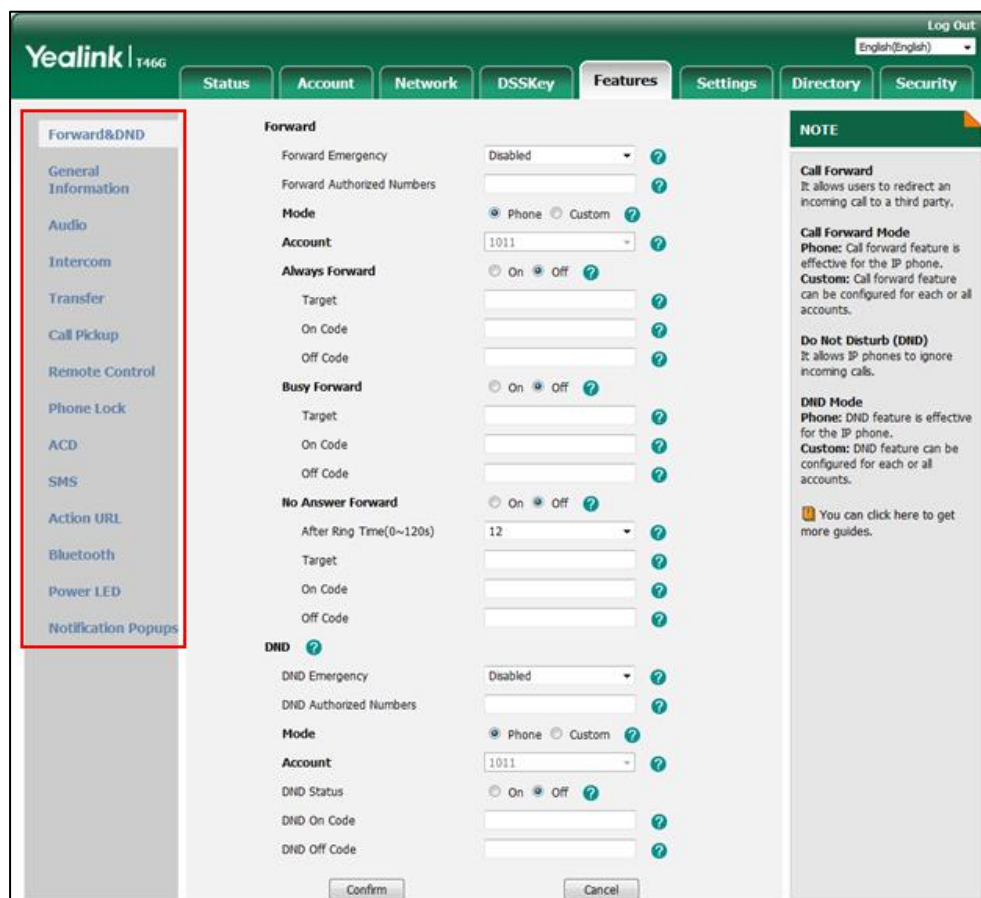 Log Out
Yealink | T46G
English(English)
Status Account Network DSSKey Features Settings Directory Security
Forward&DND
General
Information
Audio
Intercom
Transfer
Call Pickup
Remote Control
Phone Lock
ACD
SMS
Action URL
Bluetooth
Power LED
Notification Popups
Forward
Forward Emergency Disabled ?
Forward Authorized Numbers ?
Mode Phone Custom ?
Account 1011 ?
Always Forward On Off ?
Target ?
On Code ?
Off Code ?
Busy Forward On Off ?
Target ?
On Code ?
Off Code ?
No Answer Forward On Off ?
After Ring Time(0~120s) 12 ?
Target ?
On Code ?
Off Code ?
DND ?
DND Emergency Disabled ?
DND Authorized Numbers ?
Mode Phone Custom ?
Account 1011 ?
DND Status On Off ?
DND On Code ?
DND Off Code ?
Confirm Cancel
NOTE
Call Forward
It allows users to redirect an
incoming call to a third party.
Call Forward Mode
Phone: Call forward feature is
effective for the IP phone.
Custom: Call forward feature
can be configured for each or all
accounts.
Do Not Disturb (DND)
It allows IP phones to ignore
incoming calls.
DND Mode
Phone: DND feature is effective
for the IP phone.
Custom: DND feature can be
configured for each or all
accounts.
You can click here to get
more guides.